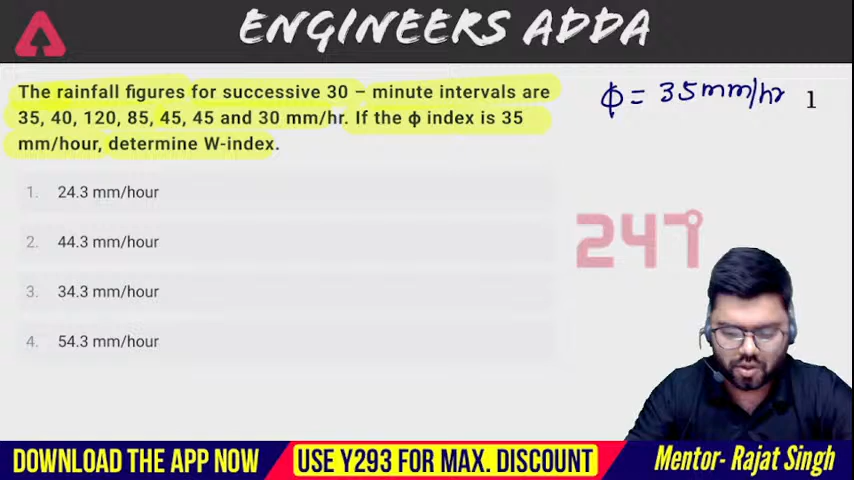 ENGINEERS ADDA
The rainfall figures for successive 30 – minute intervals are
35, 40, 120, 85, 45, 45 and 30 mm/hr. If the ϕ index is 35
mm/hour, determine W-index.
ϕ = 35mm/hr 1
1. 24.3 mm/hour
2. 44.3 mm/hour
3. 34.3 mm/hour
4. 54.3 mm/hour
247
DOWNLOAD THE APP NOW
USE Y293 FOR MAX. DISCOUNT
Mentor- Rajat Singh